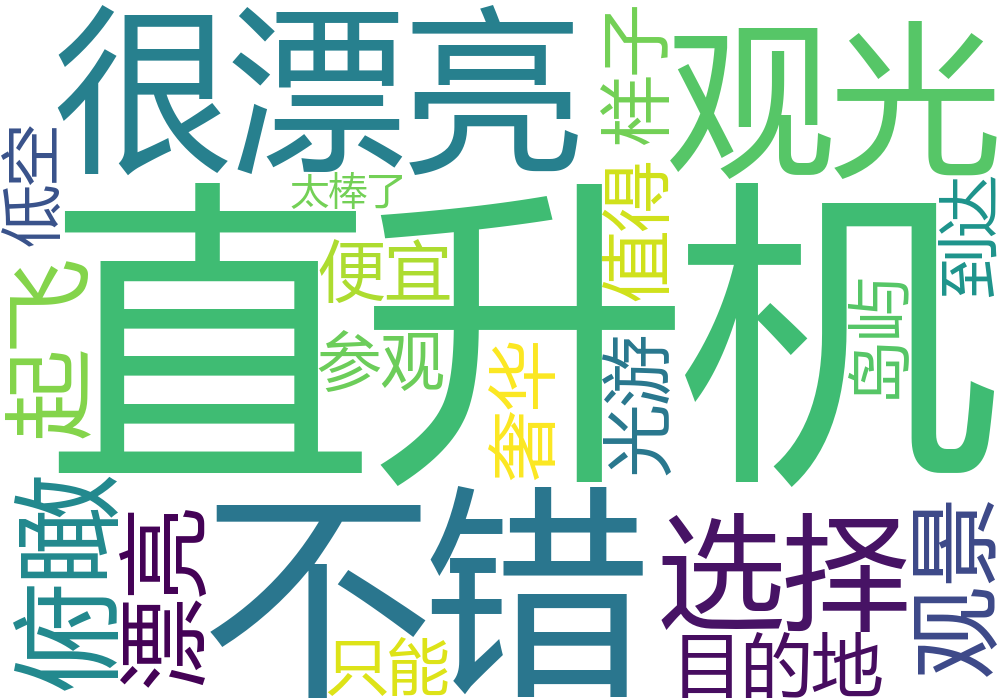 很漂亮
观光
样子
低空
太棒了
值得
到达
直升机
便宜
起飞
参观
岛屿
奢华
光游
俯瞰
漂亮
不错
选择
观景
只能
目的地